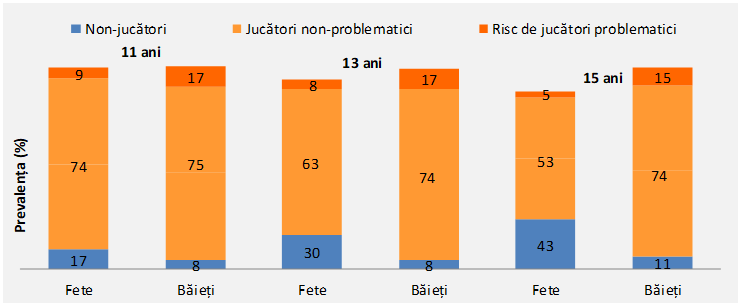 Non-jucători Jucători non-problematici Risc de jucători problematici
11 ani 13 ani 15 ani
Prevalența (%)
9 17 8 17 5 15
74 75 63 74 53 74
17 8 30 8 43 11
Fete Băieți Fete Băieți Fete Băieți